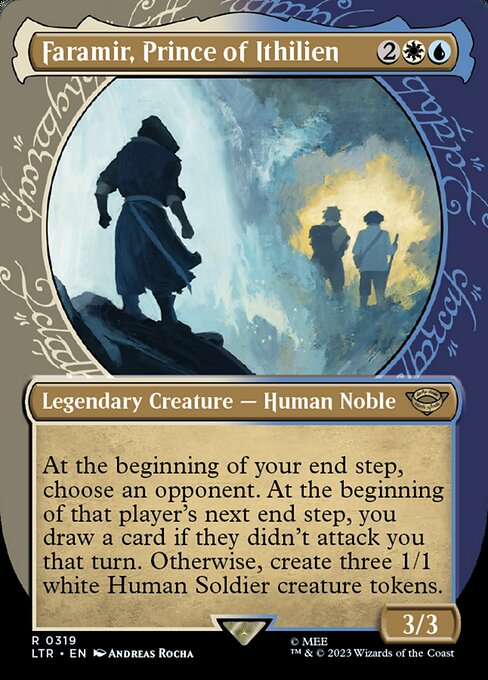 Faramir, Prince of Ithilien 2
Legendary Creature — Human Noble
At the beginning of your end step,
choose an opponent. At the beginning
of that player's next end step, you
draw a card if they didn't attack you
that turn. Otherwise, create three 1/1
white Human Soldier creature tokens.
3/3
R 0319
LTR • EN Andreas Rocha
© MEE
™ & © 2023 Wizards of the Coast